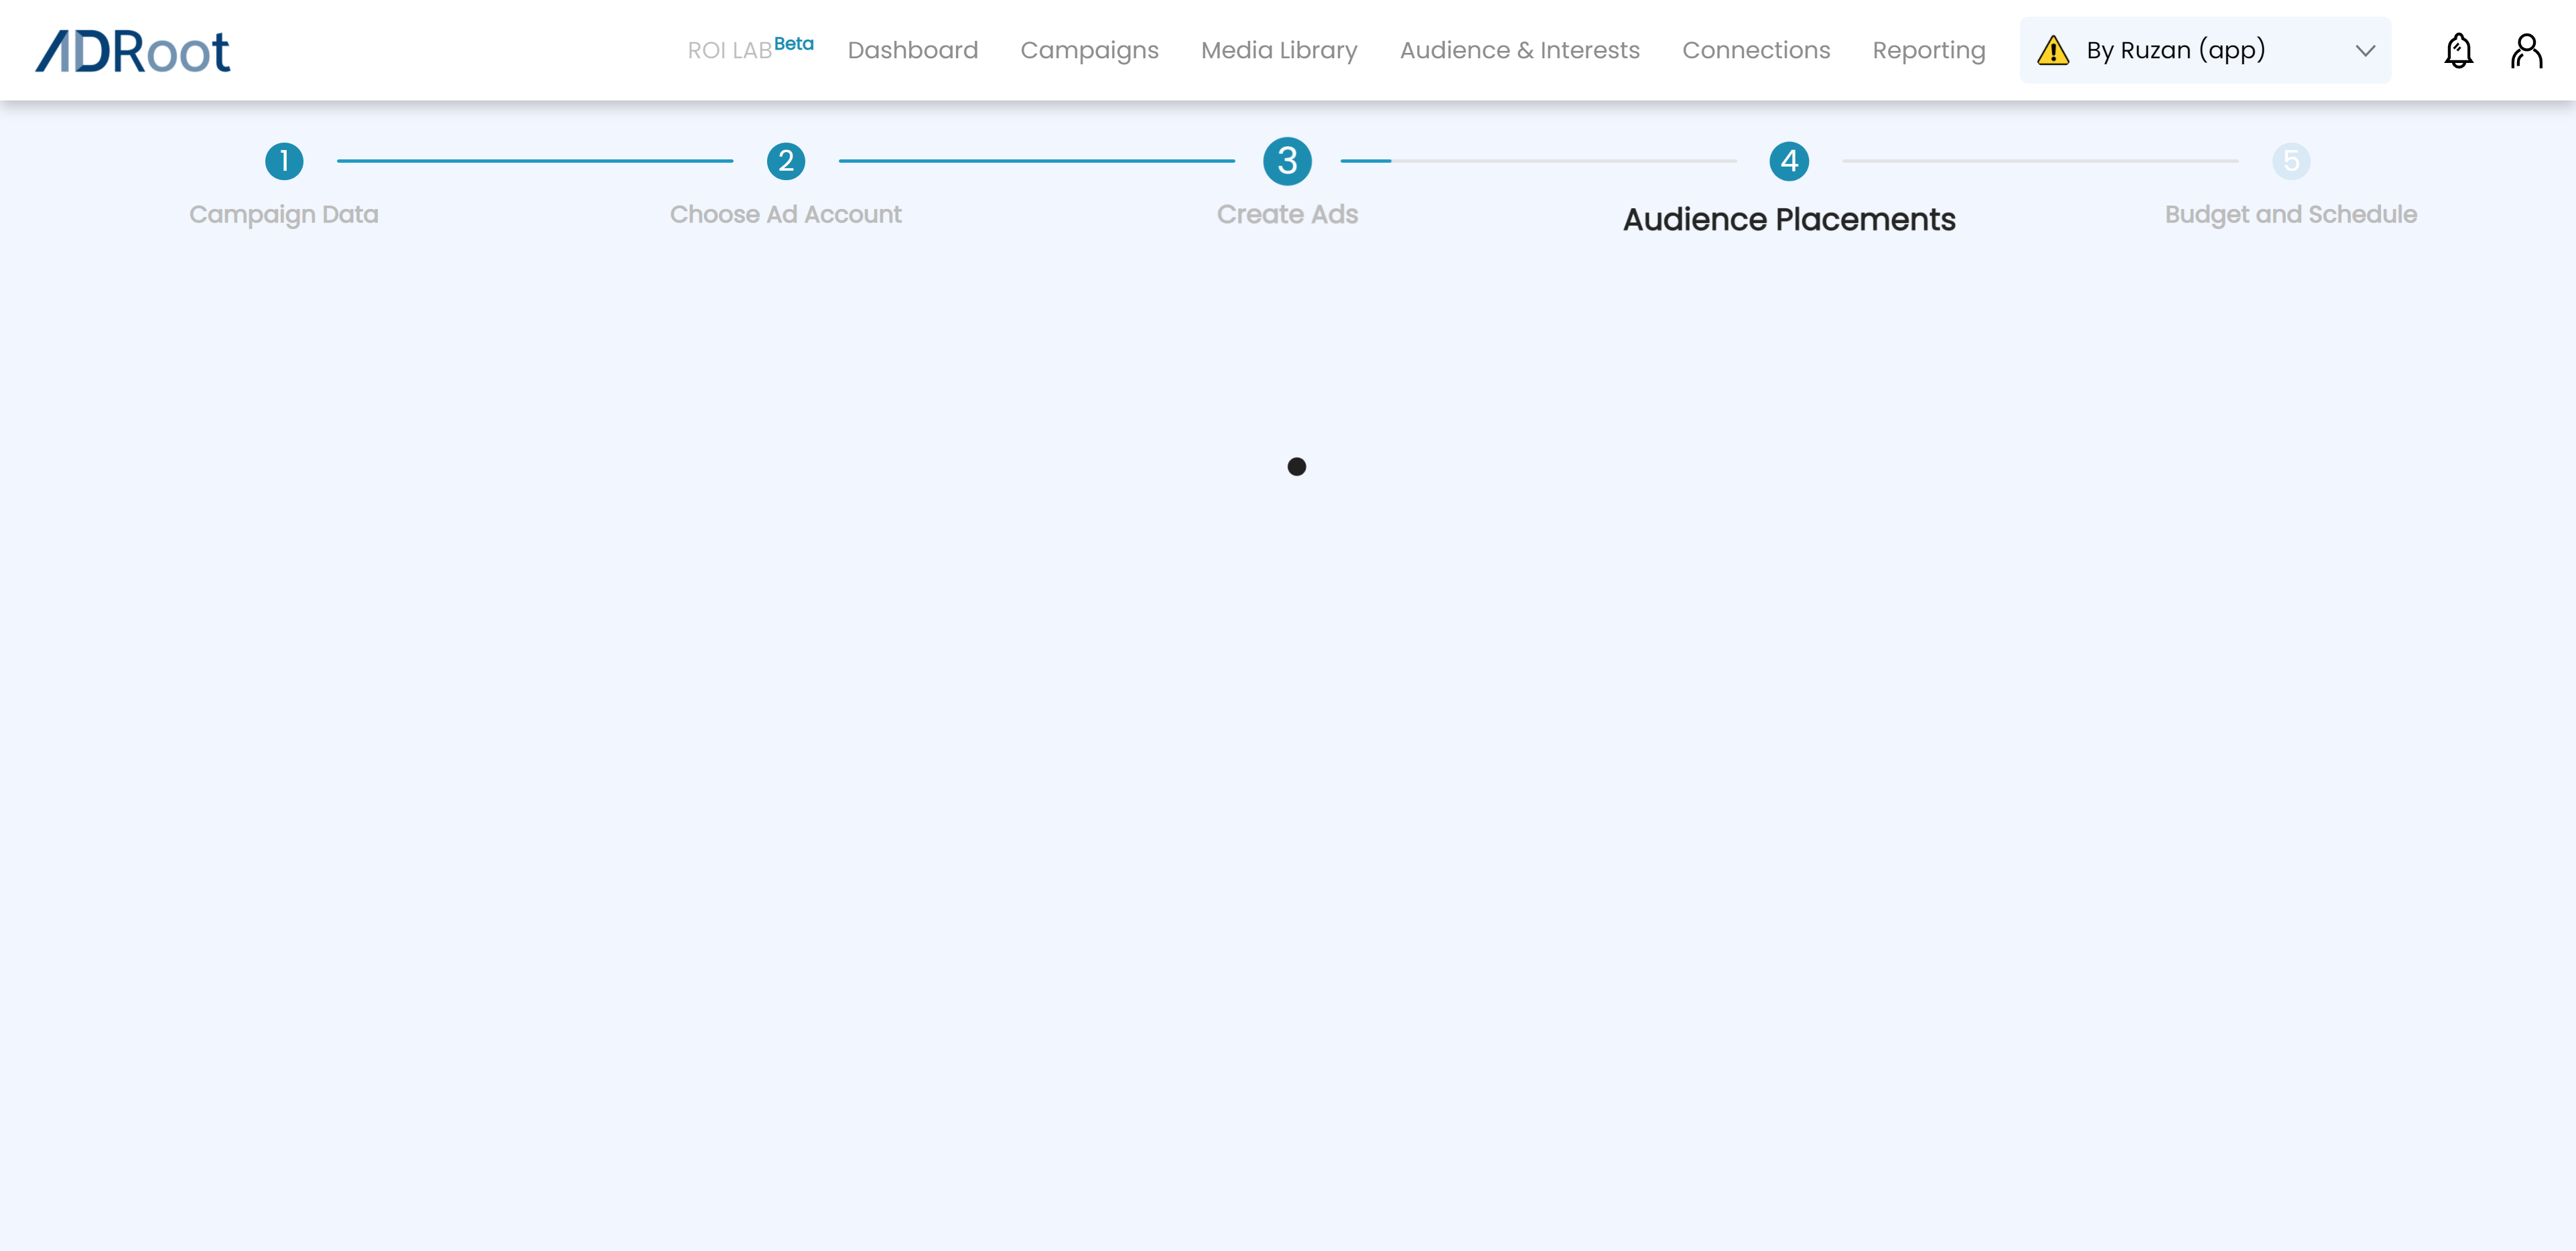 ADRoot
ROI LAB Beta Dashboard Campaigns Media Library Audience & Interests Connections Reporting By Ruzan (app)
1 2 3 4 5
Campaign Data Choose Ad Account Create Ads Audience Placements Budget and Schedule